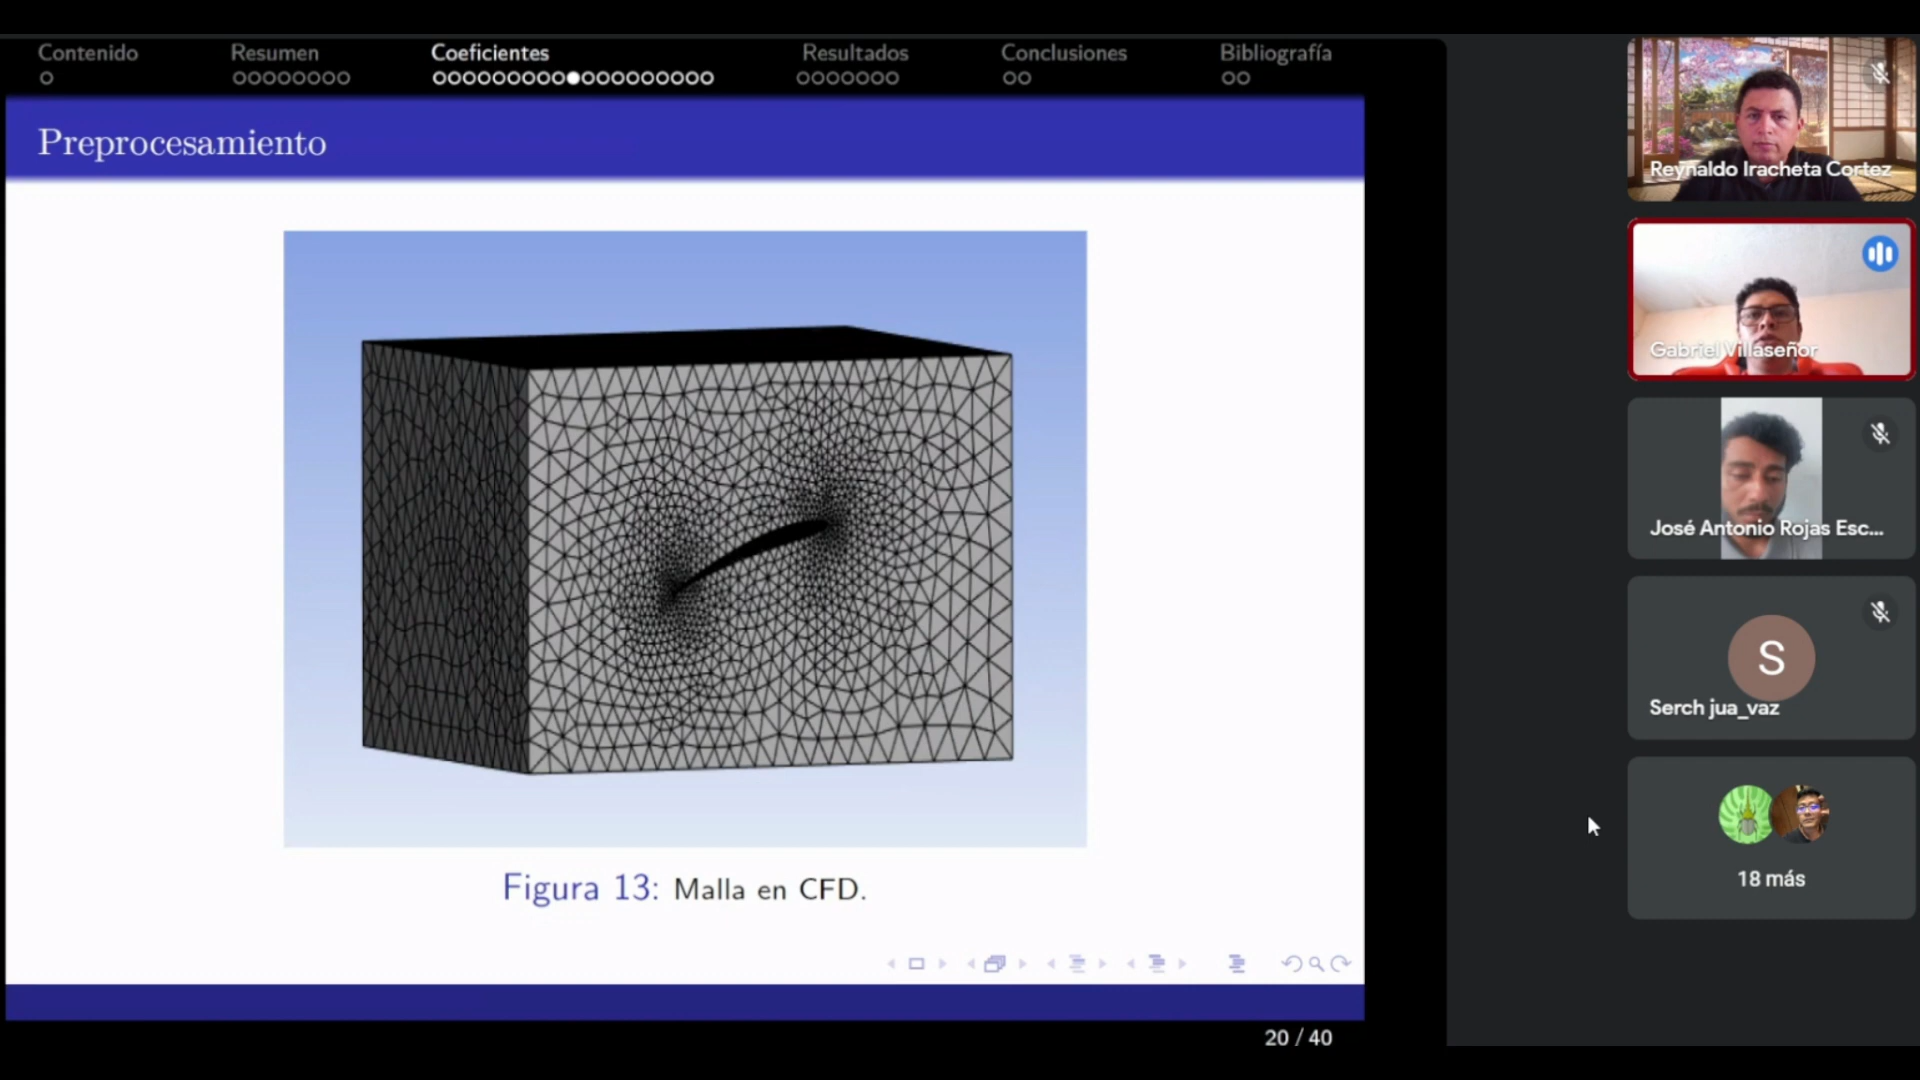 Contenido
Resumen
Coeficientes
Resultados
Conclusiones
Bibliografía
Preprocesamiento
Figura 13: Malla en CFD.
20 / 40
Reynaldo Iracheta Cortez
Gabriel Villaseñor
José Antonio Rojas Esc...
S
Serch jua_vaz
18 más